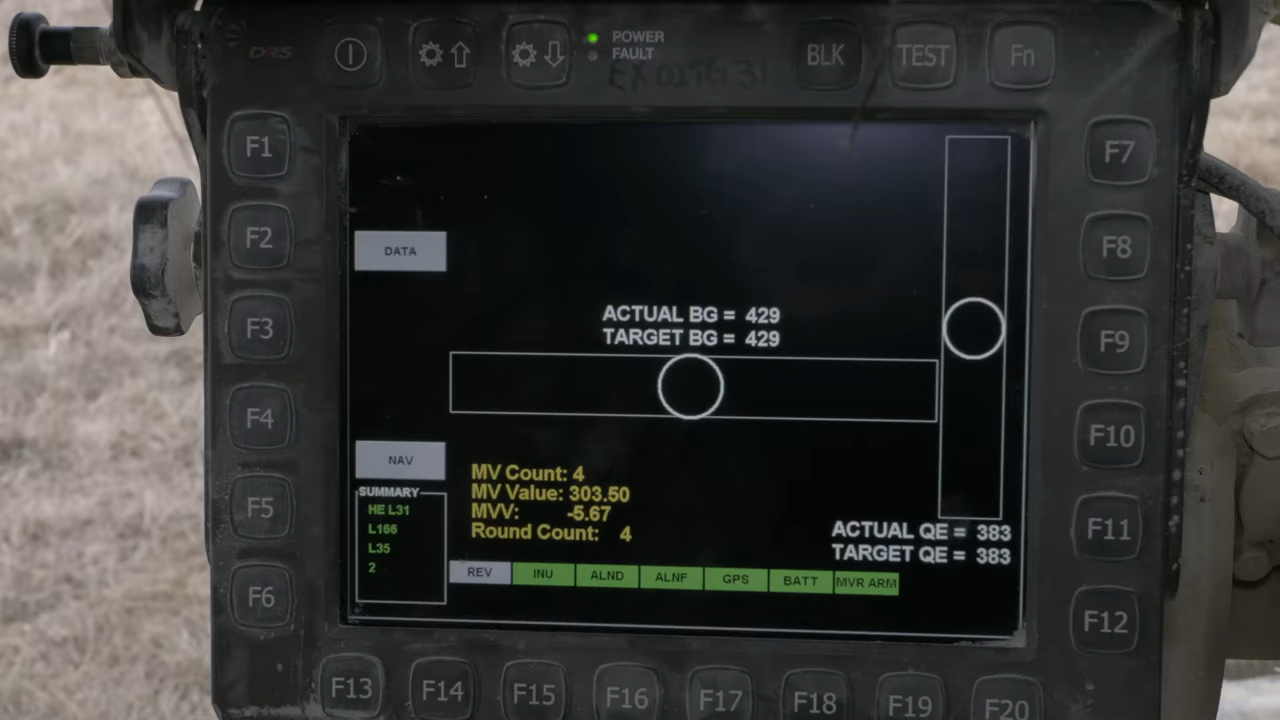 DRS
POWER
FAULT
BLK
TEST
Fn
F1
F2
F3
F4
F5
F6
F7
F8
F9
F10
F11
F12
DATA
ACTUAL BG = 429
TARGET BG = 429
NAV
SUMMARY
HE L31
L166
L35
2
MV Count: 4
MV Value: 303.50
MVV: -5.67
Round Count: 4
ACTUAL QE = 383
TARGET QE = 383
REV INU ALND ALNF GPS BATT MVR ARM
F13 F14 F15 F16 F17 F18 F19 F20